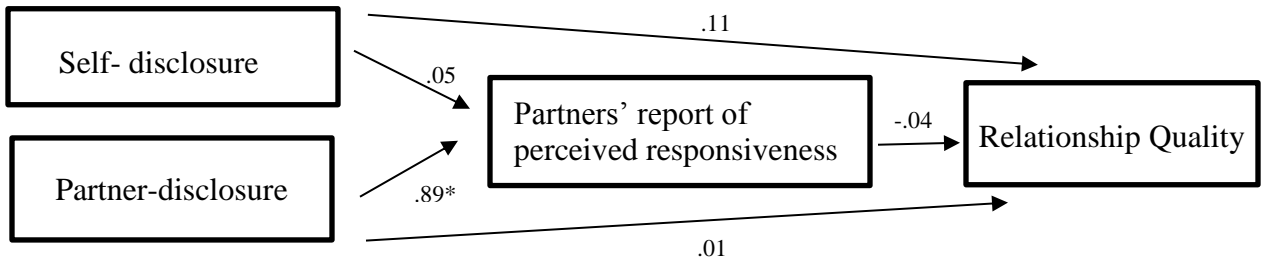 .11
Self- disclosure
.05
Partners’ report of
perceived responsiveness
-.04
Relationship Quality
Partner-disclosure
.89*
.01